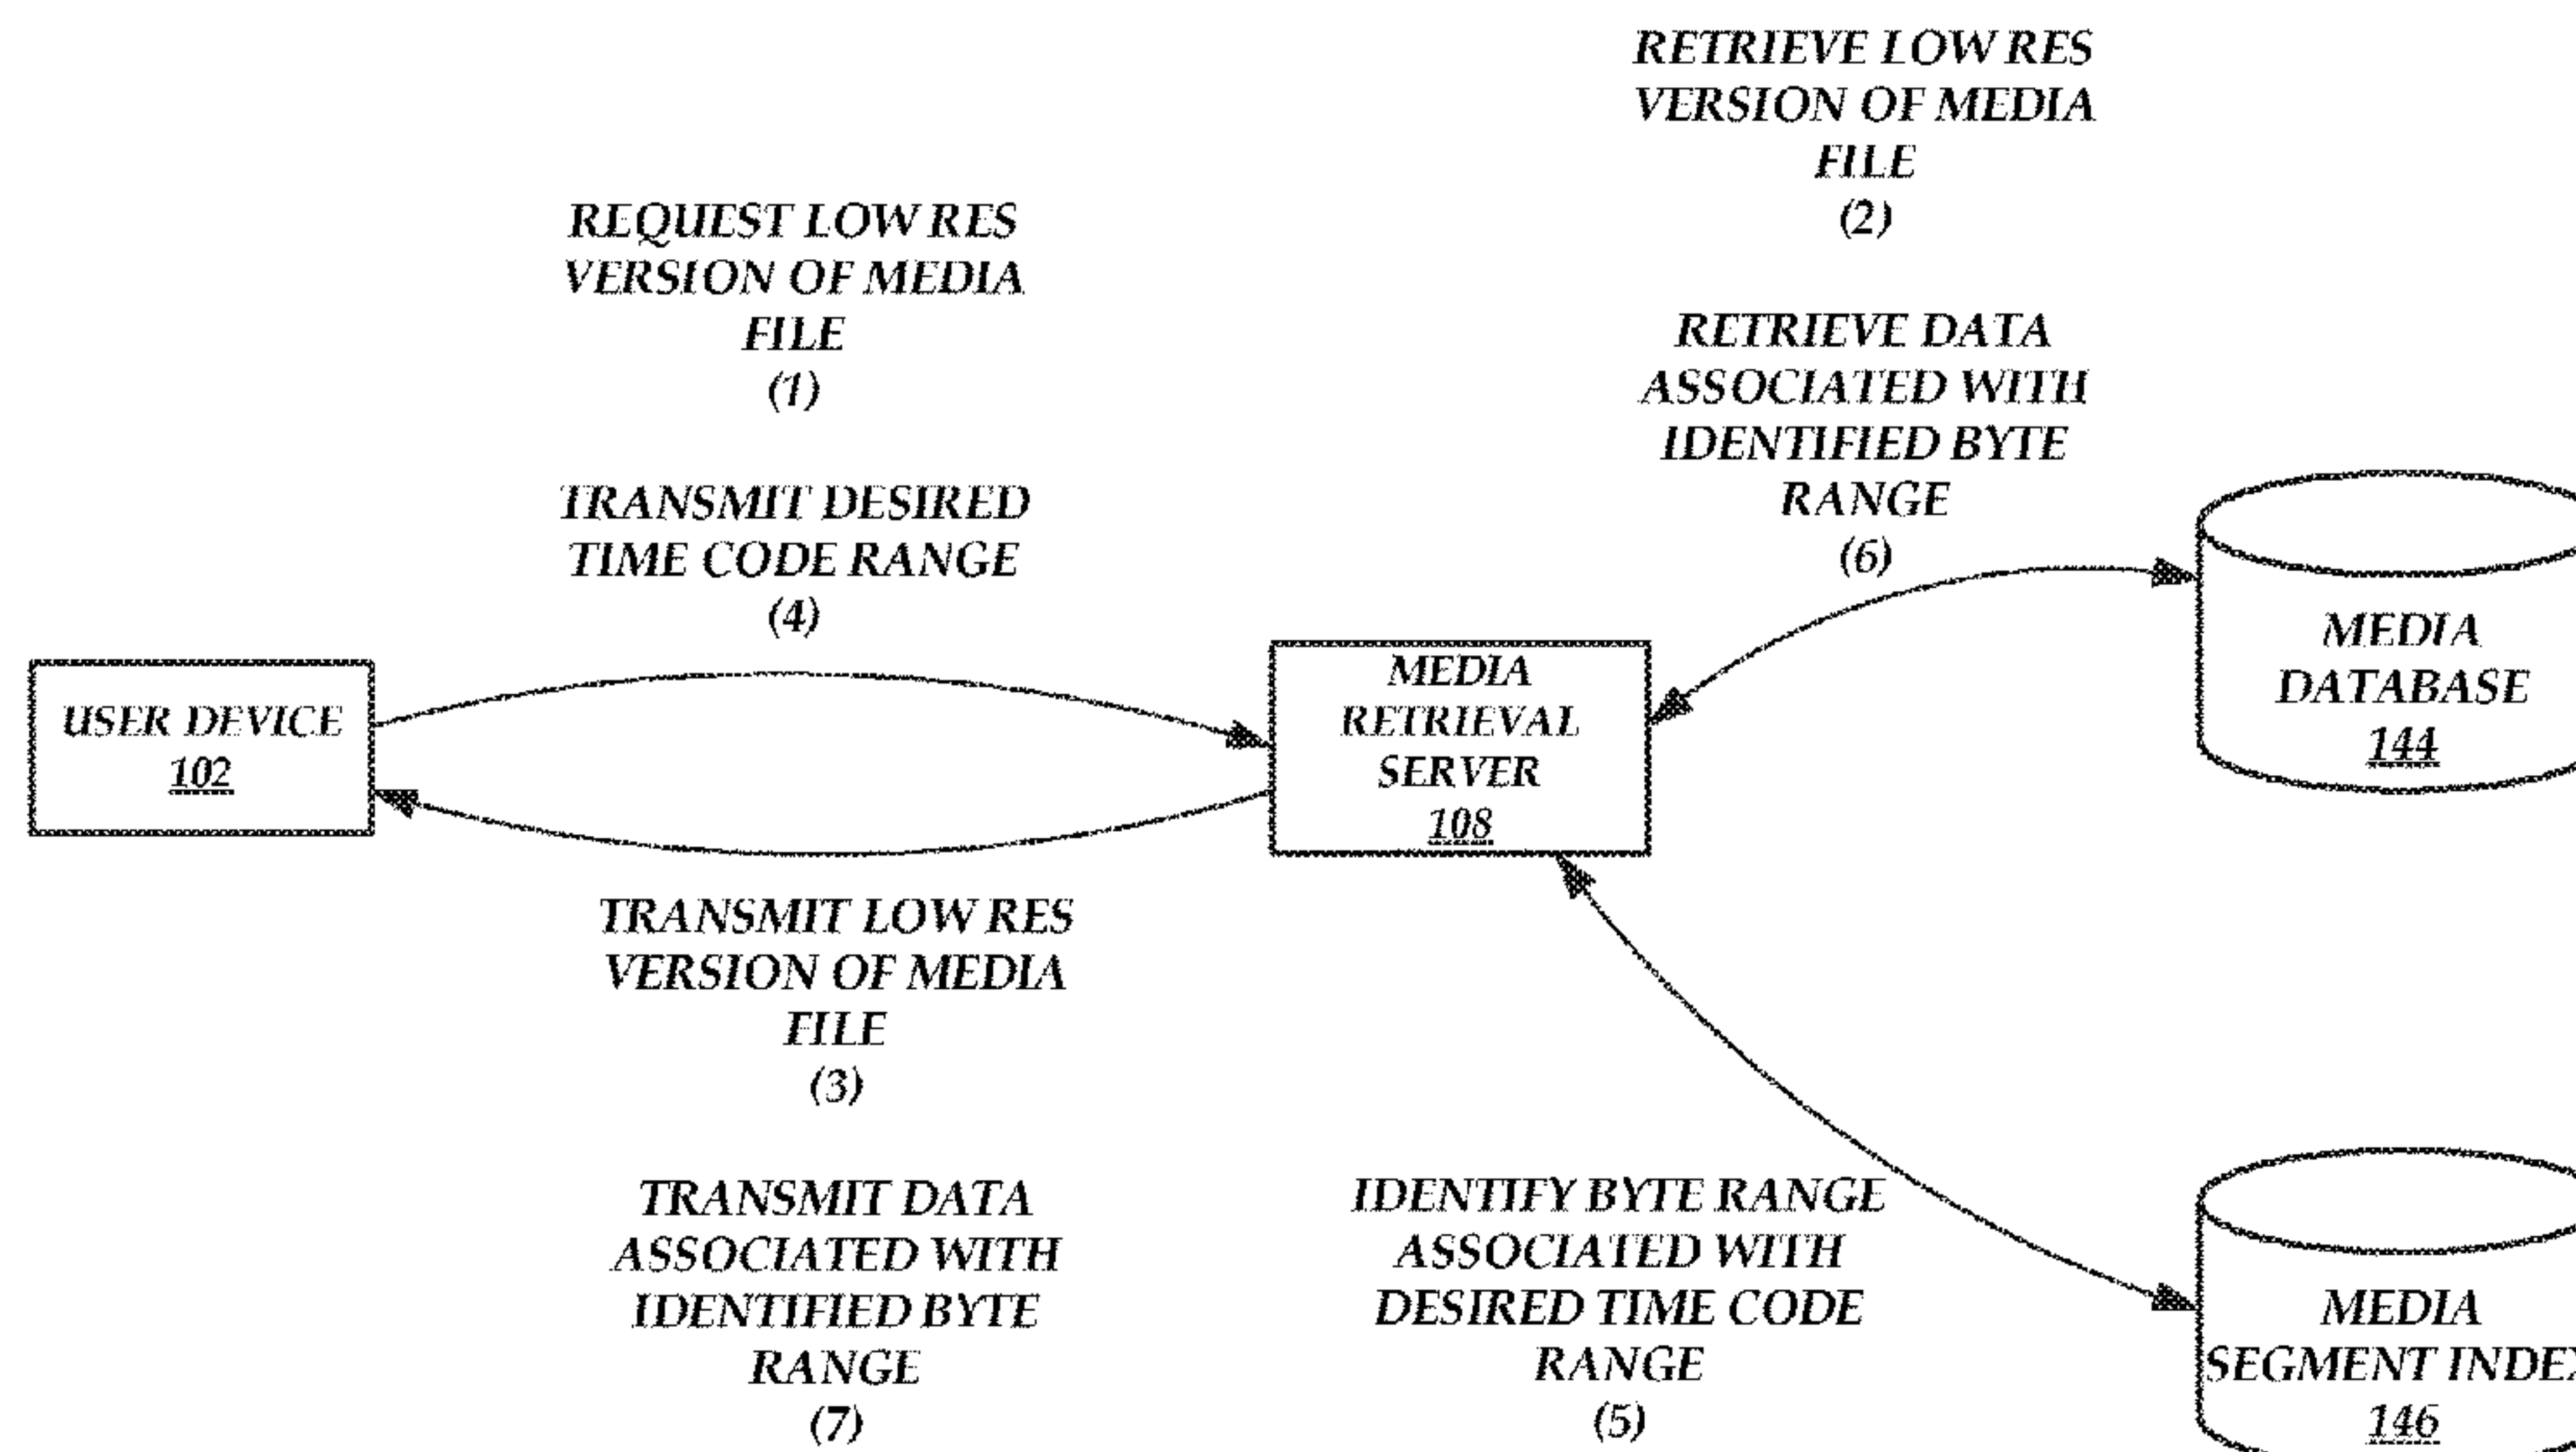 RETRIEVE LOW RES
VERSION OF MEDIA
FILE
(2)
REQUEST LOW RES
VERSION OF MEDIA
FILE
(1)
RETRIEVE DATA
ASSOCIATED WITH
IDENTIFIED BYTE
RANGE
(6)
TRANSMIT DESIRED
TIME CODE RANGE
(4)
USER DEVICE
102
MEDIA
RETRIEVAL
SERVER
108
MEDIA
DATABASE
144
TRANSMIT LOW RES
VERSION OF MEDIA
FILE
(3)
TRANSMIT DATA
ASSOCIATED WITH
IDENTIFIED BYTE
RANGE
(7)
IDENTIFY BYTE RANGE
ASSOCIATED WITH
DESIRED TIME CODE
RANGE
(5)
MEDIA
SEGMENT INDEX
146